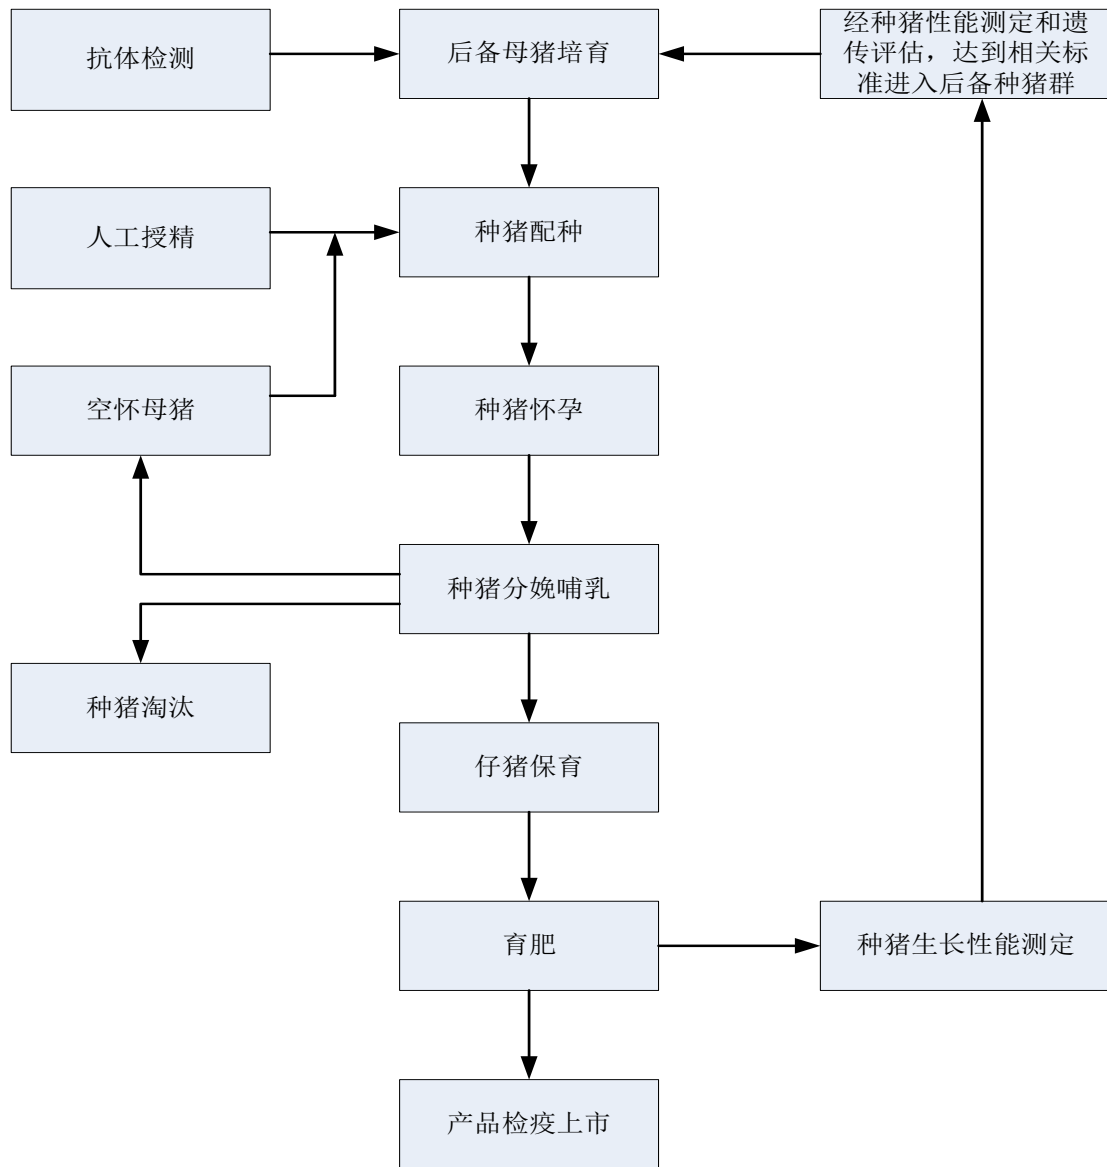 抗体检测
后备母猪培育
经种猪性能测定和遗
传评估，达到相关标
准进入后备种猪群
人工授精
种猪配种
空怀母猪
种猪怀孕
种猪分娩哺乳
种猪淘汰
仔猪保育
育肥
种猪生长性能测定
产品检疫上市